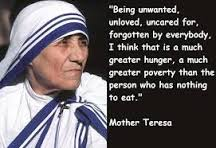 "Being unwanted,
unloved, uncared for,
forgotten by everybody,
I think that is a much
greater hunger, a much
greater poverty than the
person who has nothing
to eat."
Mother Teresa